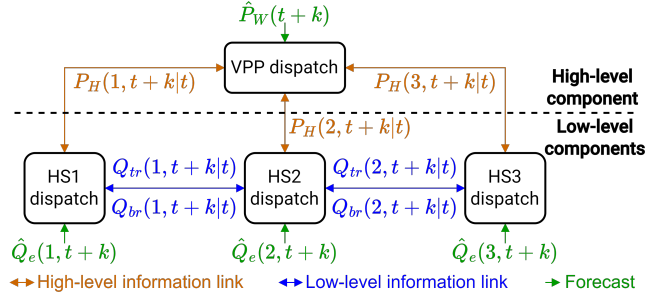 P̂_W(t + k)
VPP dispatch
P_H(1, t + k|t)
P_H(3, t + k|t)
High-level
component
P_H(2, t + k|t)
Low-level
components
HS1
dispatch
Q_tr(1, t + k|t)
Q_br(1, t + k|t)
HS2
dispatch
Q_tr(2, t + k|t)
Q_br(2, t + k|t)
HS3
dispatch
Q̂_e(1, t + k)
Q̂_e(2, t + k)
Q̂_e(3, t + k)
High-level information link
Low-level information link
Forecast